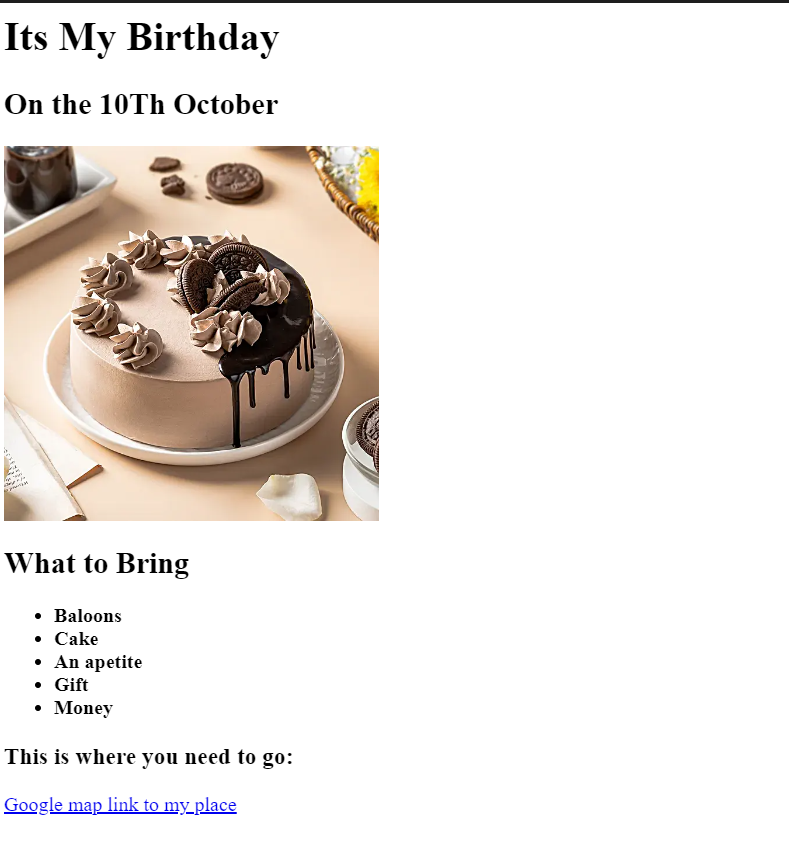 Its My Birthday
On the 10Th October
What to Bring
Baloons
Cake
An apetite
Gift
Money
This is where you need to go:
Google map link to my place